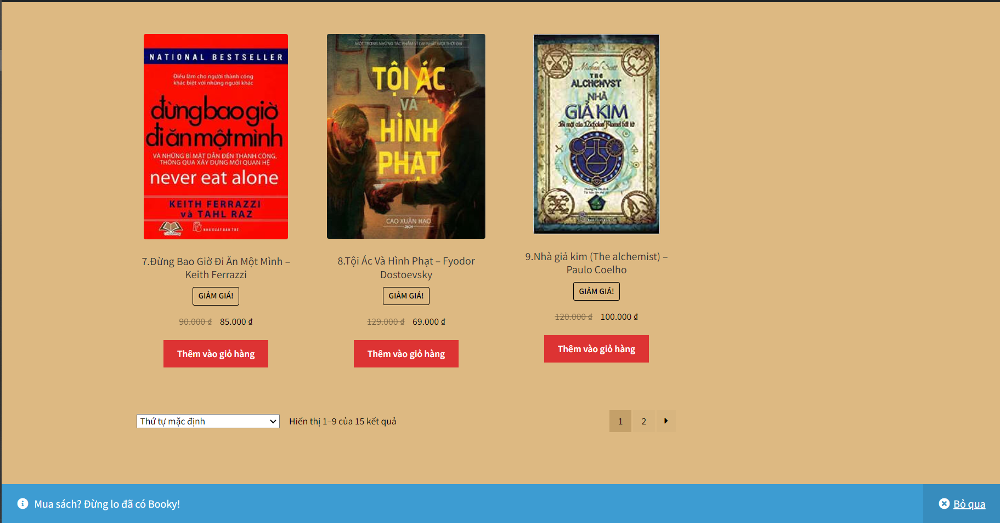 NATIONAL BESTSELLER
Điều làm cho người thành công
khác biệt với những người khác
đừng bao giờ
đi ăn một mình
VÀ NHỮNG BÍ MẬT DẪN ĐẾN THÀNH CÔNG,
THÔNG QUA XÂY DỰNG MỐI QUAN HỆ
never eat alone
KEITH FERRAZZI
và TAHL RAZ
NHÀ XUẤT BẢN TRẺ
7.Đừng Bao Giờ Đi Ăn Một Mình –
Keith Ferrazzi
GIẢM GIÁ!
90.000 ₫ 85.000 ₫
Thêm vào giỏ hàng
MỘT TRONG NHỮNG TÁC PHẨM VĨ ĐẠI NHẤT MỌI THỜI ĐẠI
TỘI ÁC
VÀ
HÌNH
PHẠT
CAO XUÂN HẠO
DỊCH
8.Tội Ác Và Hình Phạt – Fyodor
Dostoevsky
GIẢM GIÁ!
129.000 ₫ 69.000 ₫
Thêm vào giỏ hàng
Michael Scott
THE
ALCHEMYST
NHÀ
GIẢ KIM
Bí mật của Nicholas Flamel bất tử
9.Nhà giả kim (The alchemist) –
Paulo Coelho
GIẢM GIÁ!
120.000 ₫ 100.000 ₫
Thêm vào giỏ hàng
Thứ tự mặc định
Hiển thị 1–9 của 15 kết quả
1 2
Mua sách? Đừng lo đã có Booky!
Bỏ qua